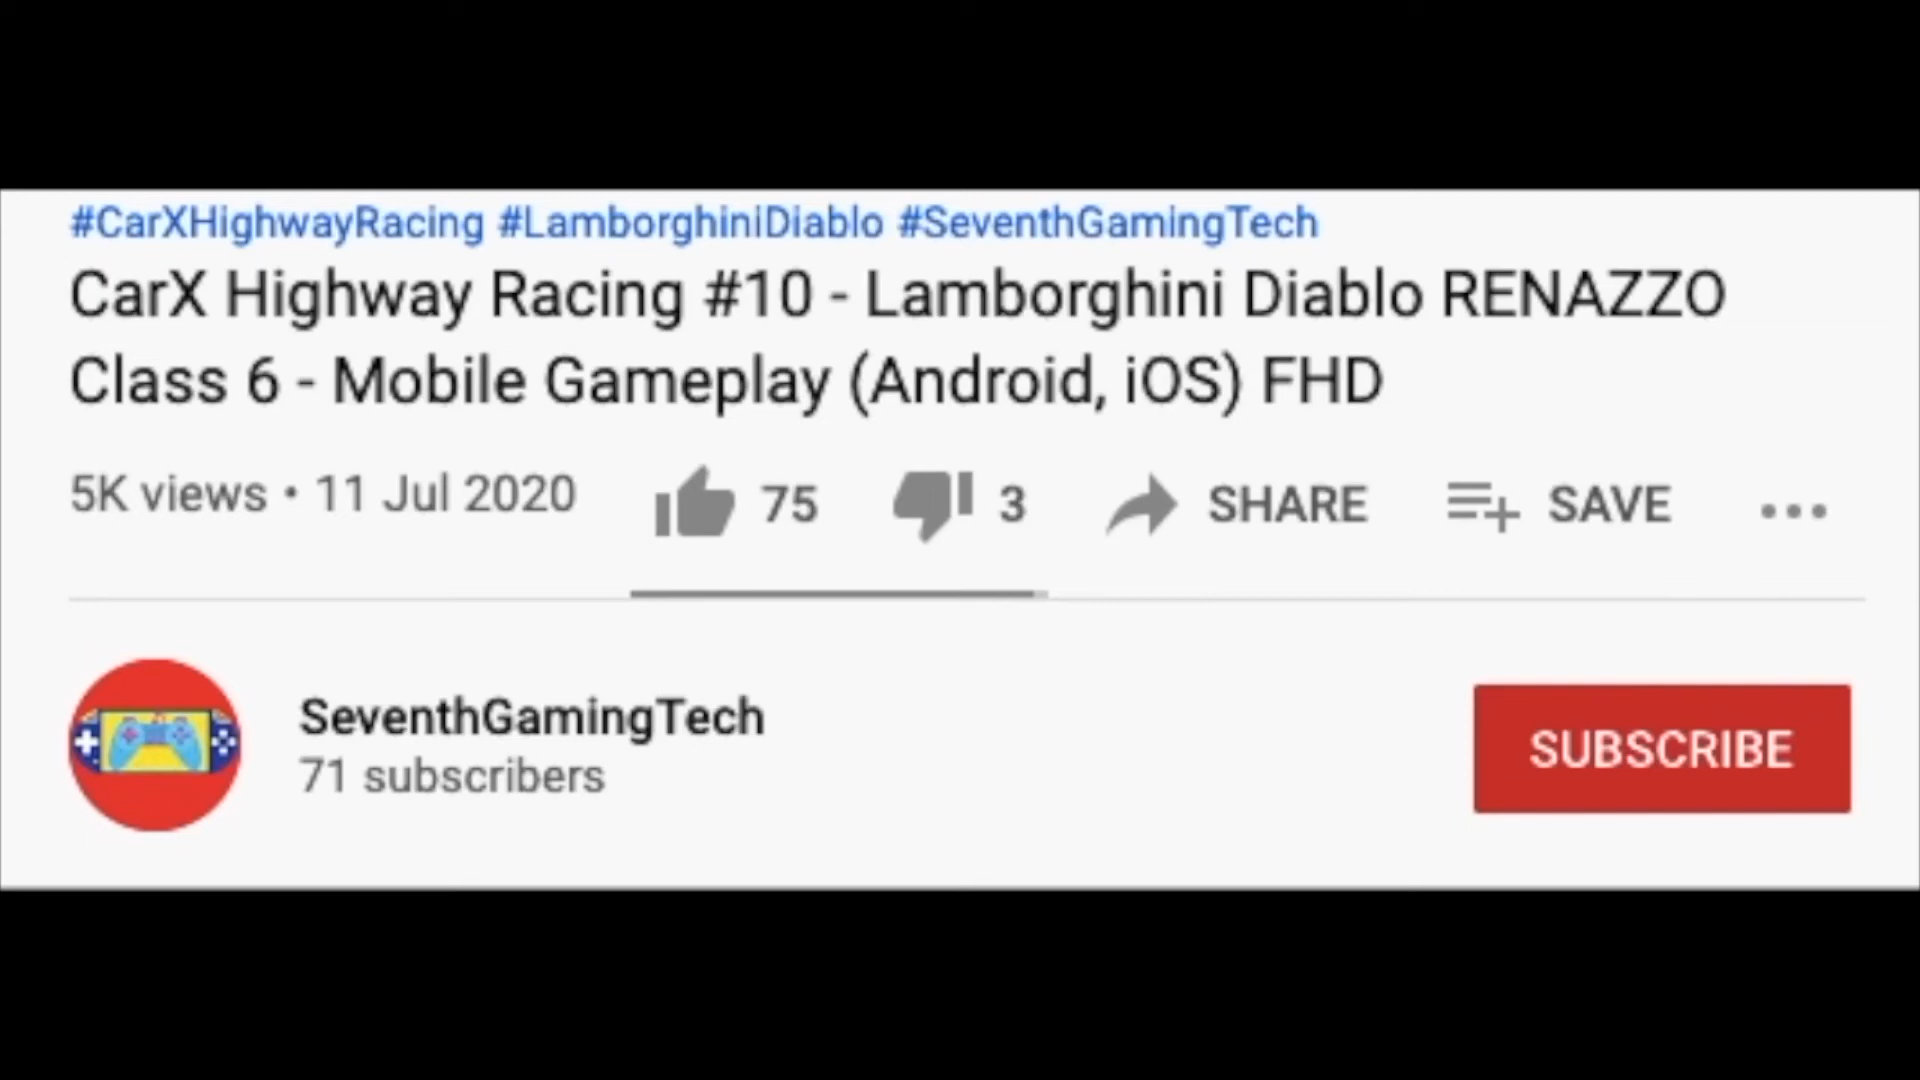 #CarXHighwayRacing #LamborghiniDiablo #SeventhGamingTech
CarX Highway Racing #10 - Lamborghini Diablo RENAZZO
Class 6 - Mobile Gameplay (Android, iOS) FHD
5K views • 11 Jul 2020 75 3 SHARE SAVE
SeventhGamingTech
71 subscribers
SUBSCRIBE